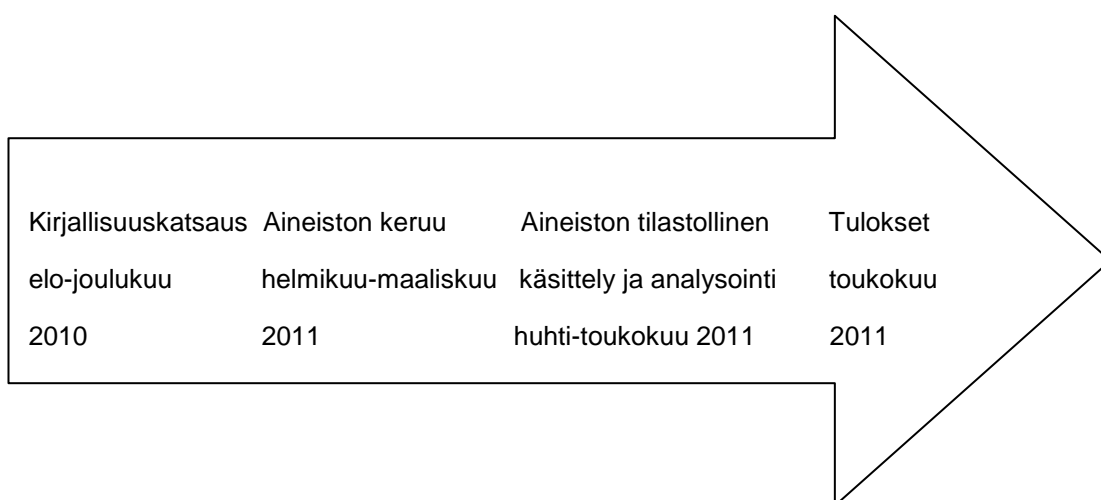 Kirjallisuuskatsaus Aineiston keruu Aineiston tilastollinen Tulokset
elo-joulukuu helmikuu-maaliskuu käsittely ja analysointi toukokuu
2010 2011 huhti-toukokuu 2011 2011